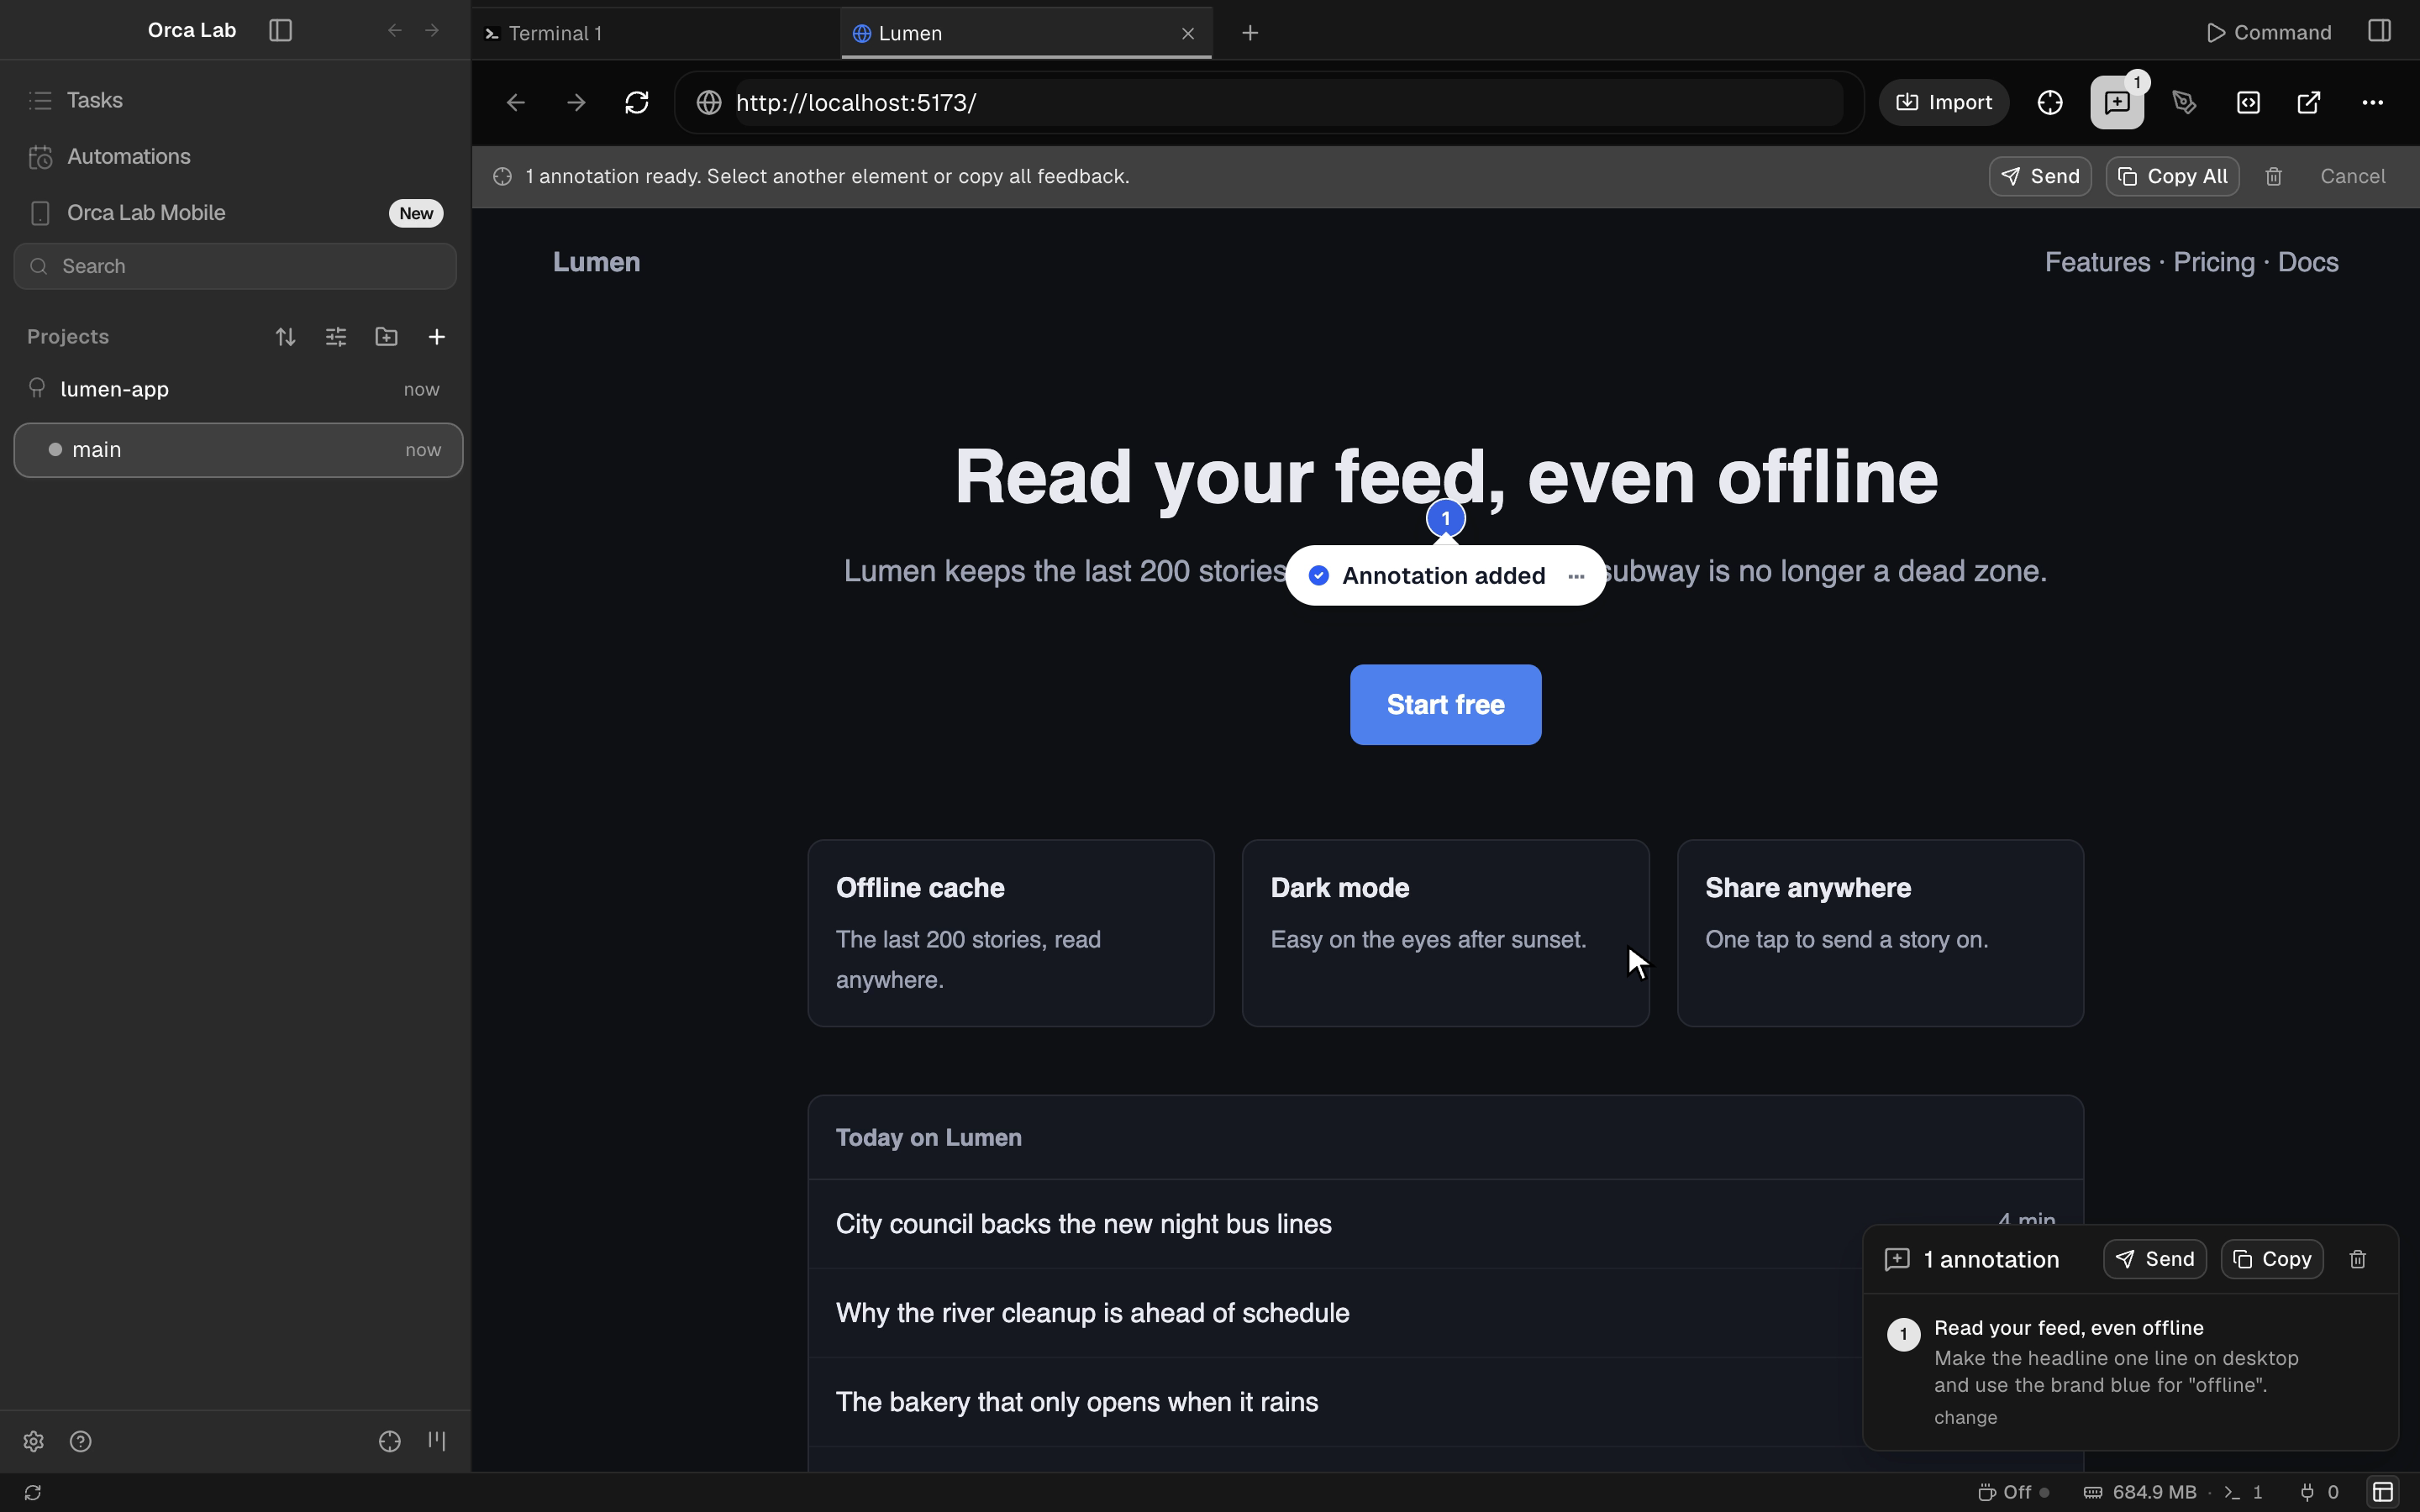 Orca Lab
Terminal 1
Lumen
Command
Tasks
Automations
Orca Lab Mobile
New
Search
Projects
lumen-app
now
main
now
http://localhost:5173/
Import
1
1 annotation ready. Select another element or copy all feedback.
Send
Copy All
Cancel
Lumen
Features · Pricing · Docs
Read your feed, even offline
1
Lumen keeps the last 200 stories
subway is no longer a dead zone.
Annotation added
Start free
Offline cache
The last 200 stories, read
anywhere.
Dark mode
Easy on the eyes after sunset.
Share anywhere
One tap to send a story on.
Today on Lumen
City council backs the new night bus lines
4 min
Why the river cleanup is ahead of schedule
The bakery that only opens when it rains
1 annotation
Send
Copy
1
Read your feed, even offline
Make the headline one line on desktop
and use the brand blue for "offline".
change
Off
684.9 MB · 1
0